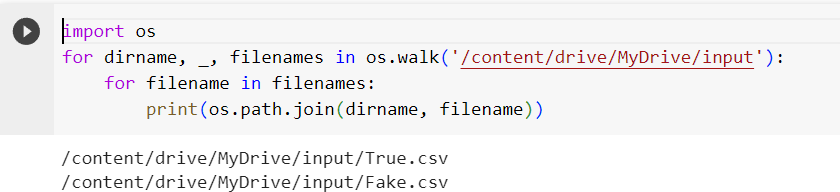 import os
for dirname, _, filenames in os.walk('/content/drive/MyDrive/input'):
    for filename in filenames:
        print(os.path.join(dirname, filename))
/content/drive/MyDrive/input/True.csv
/content/drive/MyDrive/input/Fake.csv